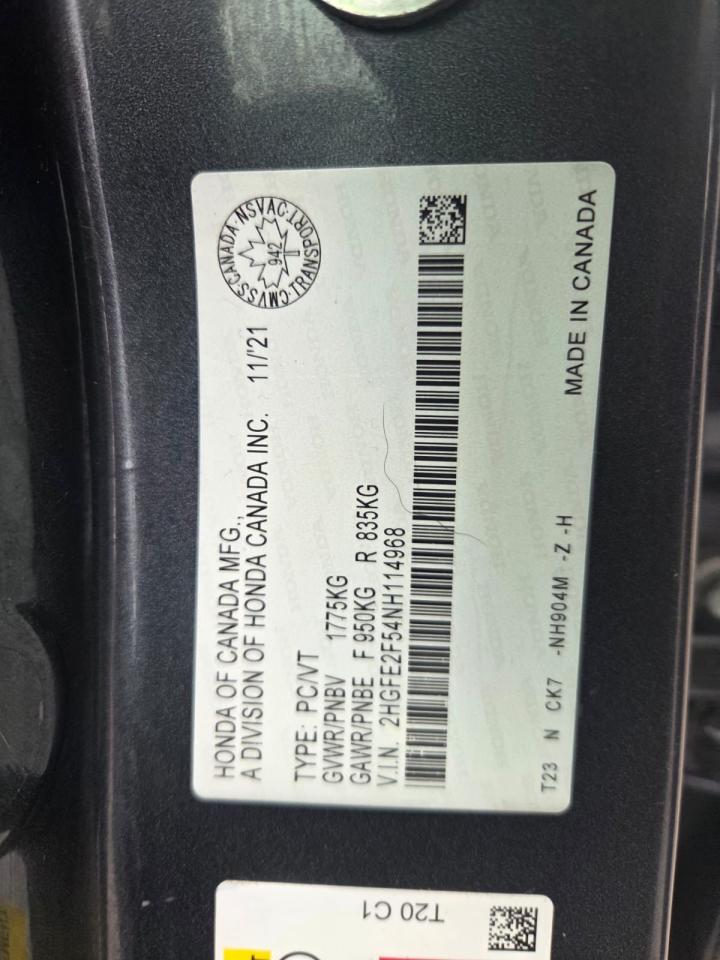 HONDA OF CANADA MFG.,
A DIVISION OF HONDA CANADA INC. 11/'21
CMVSS·CANADA·NSVAC·TRANSPORT·
942
TYPE: PC/VT
GVWR/PNBV 1775KG
GAWR/PNBE F 950KG R 835KG
V.I.N. 2HGFE2F54NH114968
T23 N CK7 -NH904M -Z -H
MADE IN CANADA
T20 C1